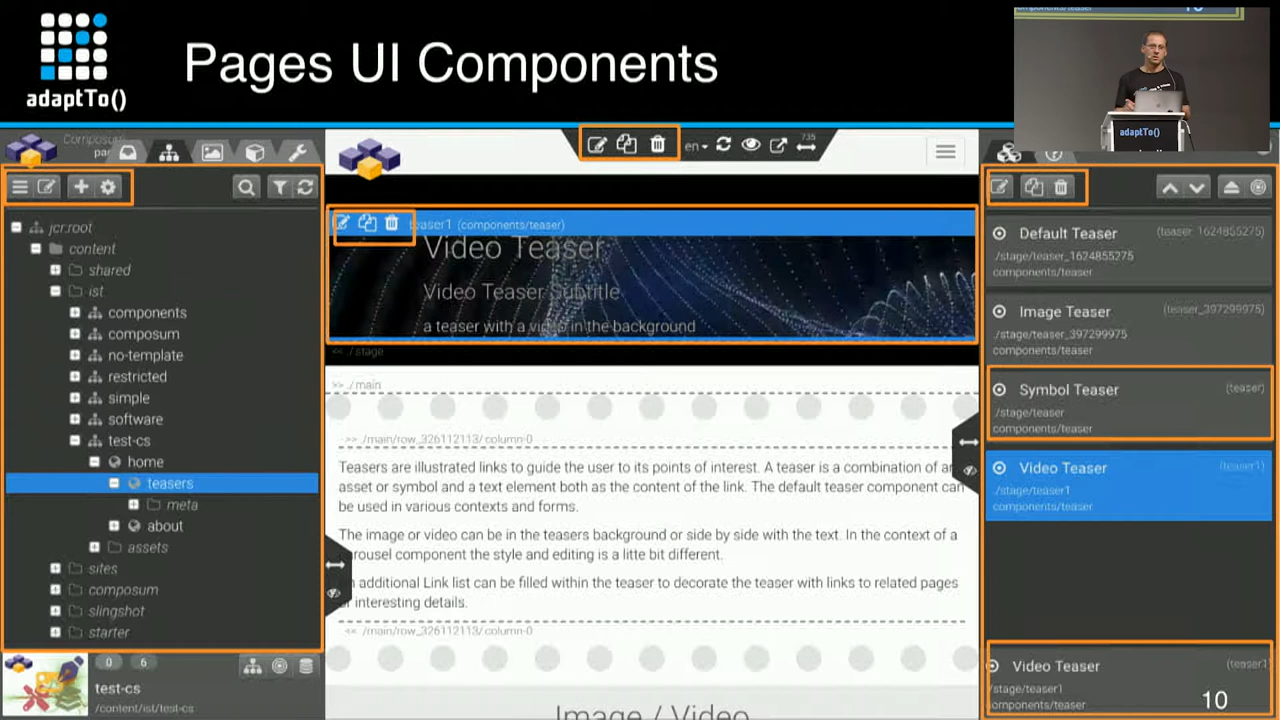 adaptTo()
Pages UI Components
10
adaptTo()
Composum
en
735
jcr:root
content
shared
ist
components
composum
no-template
restricted
simple
software
test-cs
home
teasers
meta
about
assets
sites
composum
slingshot
starter
0 6
test-cs
/content/ist/test-cs
teaser1 (components/teaser)
Video Teaser
Video Teaser Subtitle
a teaser with a video in the background
<< ./stage
>> ./main
>> ./main/row_326112113/column-0
Teasers are illustrated links to guide the user to its points of interest. A teaser is a combination of an
asset or symbol and a text element both as the content of the link. The default teaser component can
be used in various contexts and forms.
The image or video can be in the teasers background or side by side with the text. In the context of a
carousel component the style and editing is a litte bit different.
An additional Link list can be filled within the teaser to decorate the teaser with links to related pages
or interesting details.
<< ./main/row_326112113/column-0
Image / Video
Default Teaser (teaser_1624855275)
./stage/teaser_1624855275
components/teaser
Image Teaser (teaser_397299975)
./stage/teaser_397299975
components/teaser
Symbol Teaser (teaser)
./stage/teaser
components/teaser
Video Teaser (teaser1)
./stage/teaser1
components/teaser
Video Teaser (teaser1)
/stage/teaser1
components/teaser
10